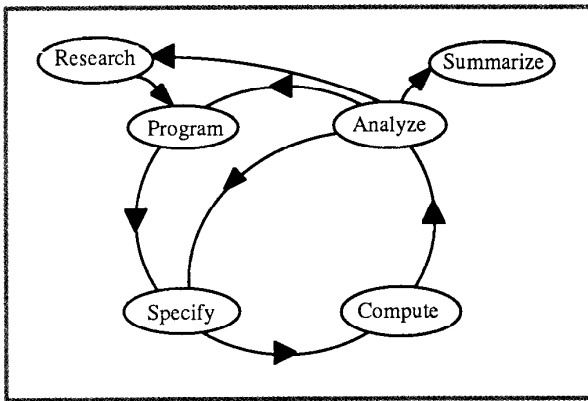 Research
Summarize
Program
Analyze
Specify
Compute